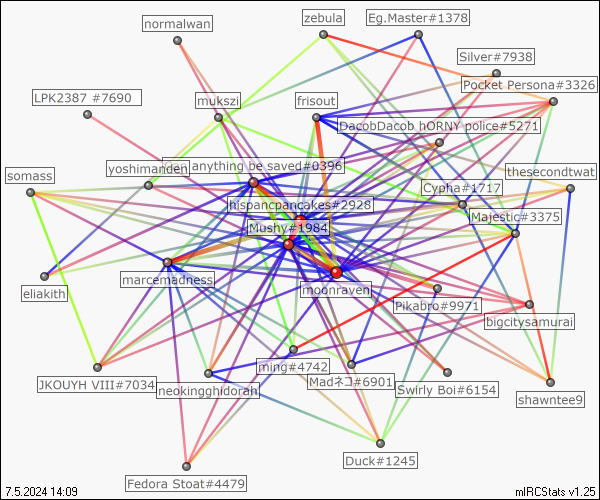 zebula
Eg.Master#1378
normalwan
Silver#7938
Pocket Persona#3326
LPK2387 #7690
mukszi
frisout
DacobDacob hORNY police#5271
yoshimanden
anything be saved#0396
thesecondtwat
somass
Cypha#1717
hispancpancakes#2928
Majestic#3375
Mushy#1984
marcemadness
moonraven
eliakith
Pikabro#9971
bigcitysamurai
ming#4742
JKOUYH VIII#7034
Madネコ#6901
neokingghidorah
Swirly Boi#6154
shawntee9
Duck#1245
Fedora Stoat#4479
7.5.2024 14:09
mIRCStats v1.25